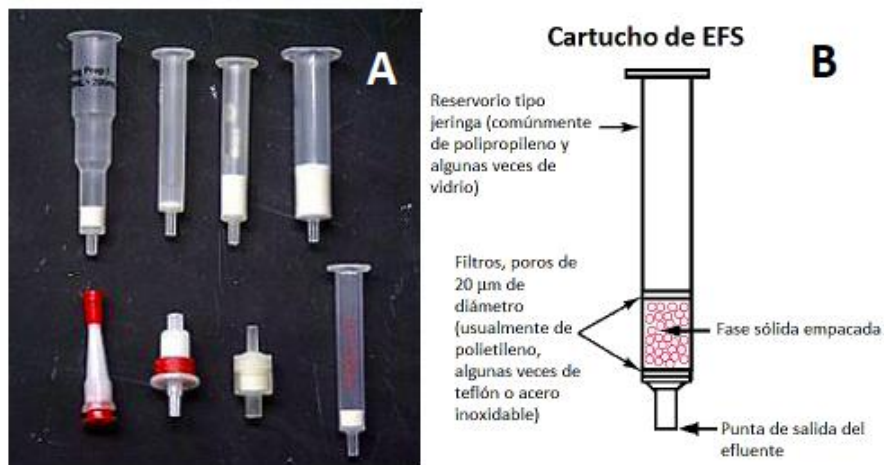 A
Cartucho de EFS
B
Reservorio tipo
jeringa (comúnmente
de polipropileno y
algunas veces de
vidrio)
Filtros, poros de
20 µm de
diámetro
(usualmente de
polietileno,
algunas veces de
teflón o acero
inoxidable)
Fase sólida empacada
Punta de salida del
efluente